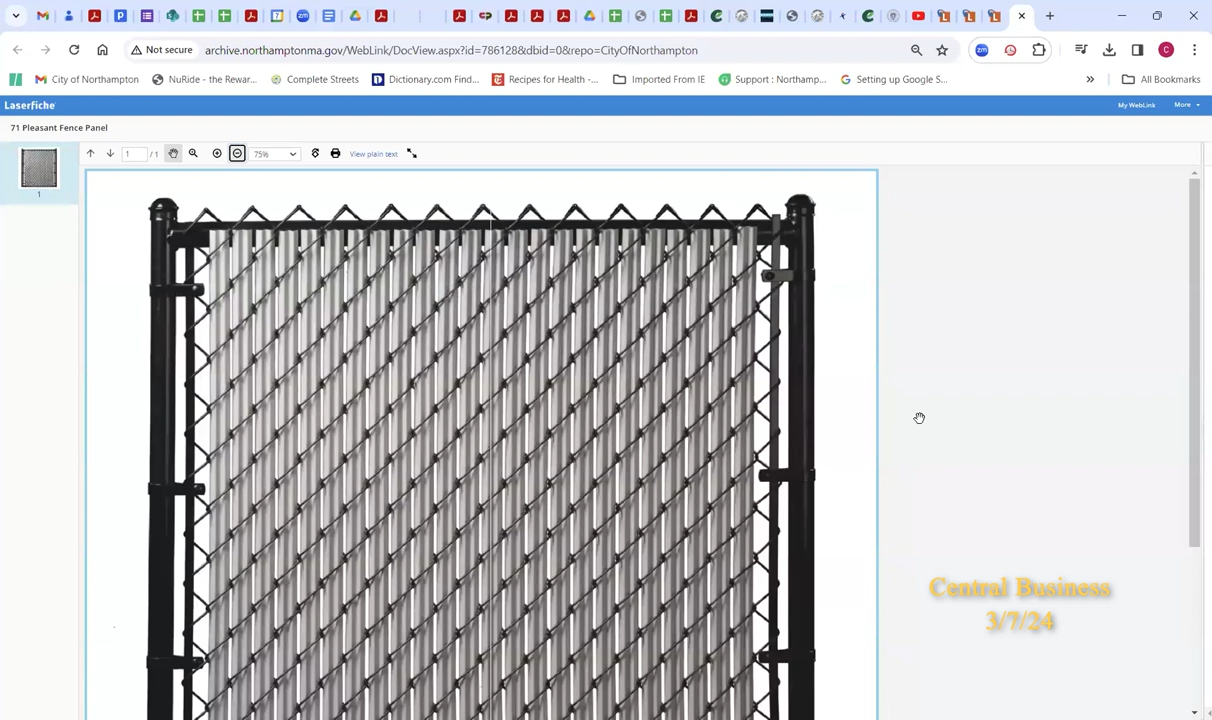 Not secure
archive.northamptonma.gov/WebLink/DocView.aspx?id=786128&dbid=0&repo=CityOfNorthampton
City of Northampton
NuRide - the Rewar...
Complete Streets
Dictionary.com Find...
Recipes for Health -...
Imported From IE
Support : Northamp...
Setting up Google S...
»
All Bookmarks
Laserfiche
My WebLink
More
71 Pleasant Fence Panel
1
/ 1
75%
View plain text
1
Central Business
3/7/24